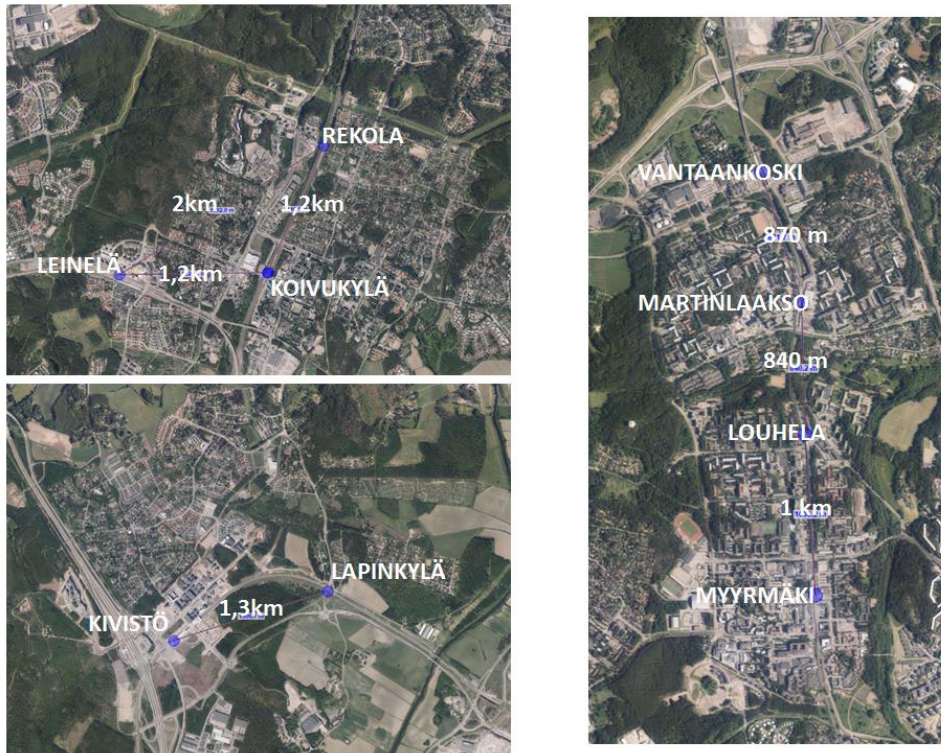 REKOLA
2km
1,2km
LEINELÄ
1,2km
KOIVUKYLÄ
LAPINKYLÄ
1,3km
KIVISTÖ
VANTAANKOSKI
870 m
MARTINLAAKSO
840 m
LOUHELA
1 km
MYYRMÄKI